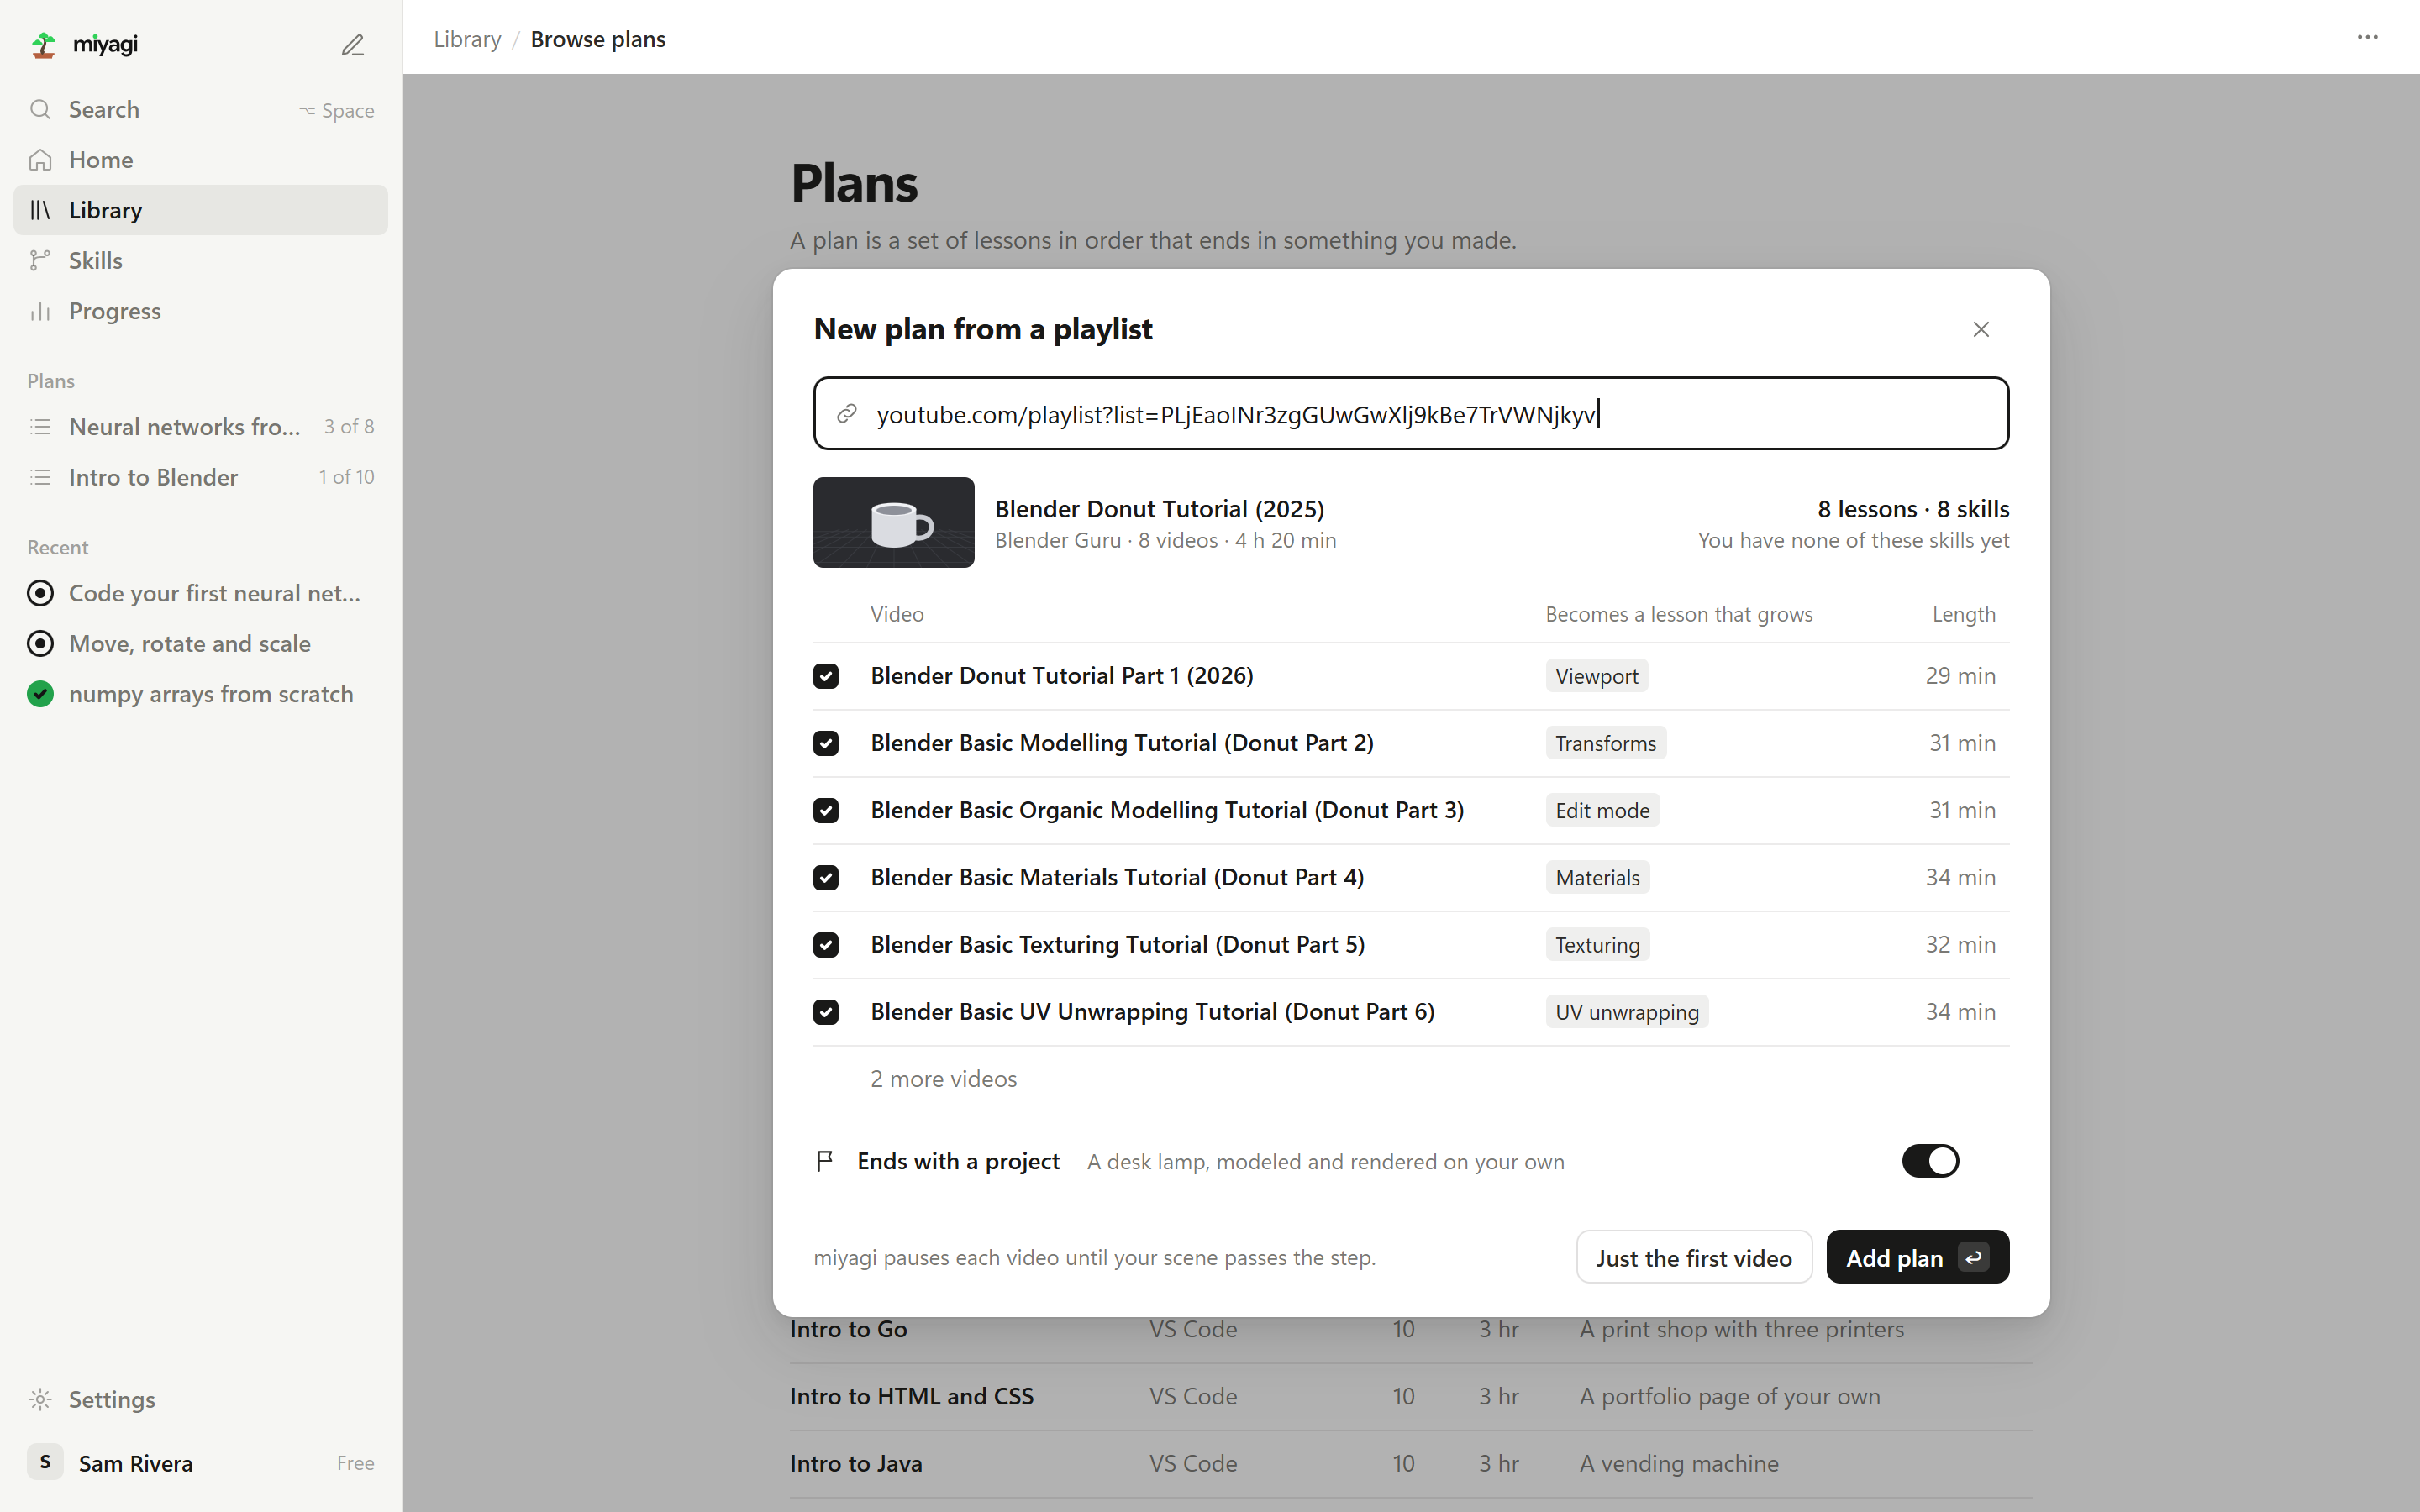 miyagi
Search ⌥ Space
Home
Library
Skills
Progress
Plans
Neural networks fro... 3 of 8
Intro to Blender 1 of 10
Recent
Code your first neural net...
Move, rotate and scale
numpy arrays from scratch
Settings
S Sam Rivera Free
Library / Browse plans
Plans
A plan is a set of lessons in order that ends in something you made.
New plan from a playlist
youtube.com/playlist?list=PLjEaoINr3zgGUwGwXlj9kBe7TrVWNjkyv
Blender Donut Tutorial (2025) 8 lessons · 8 skills
Blender Guru · 8 videos · 4 h 20 min You have none of these skills yet
Video Becomes a lesson that grows Length
Blender Donut Tutorial Part 1 (2026) Viewport 29 min
Blender Basic Modelling Tutorial (Donut Part 2) Transforms 31 min
Blender Basic Organic Modelling Tutorial (Donut Part 3) Edit mode 31 min
Blender Basic Materials Tutorial (Donut Part 4) Materials 34 min
Blender Basic Texturing Tutorial (Donut Part 5) Texturing 32 min
Blender Basic UV Unwrapping Tutorial (Donut Part 6) UV unwrapping 34 min
2 more videos
Ends with a project A desk lamp, modeled and rendered on your own
miyagi pauses each video until your scene passes the step. Just the first video Add plan
Intro to Go VS Code 10 3 hr A print shop with three printers
Intro to HTML and CSS VS Code 10 3 hr A portfolio page of your own
Intro to Java VS Code 10 3 hr A vending machine